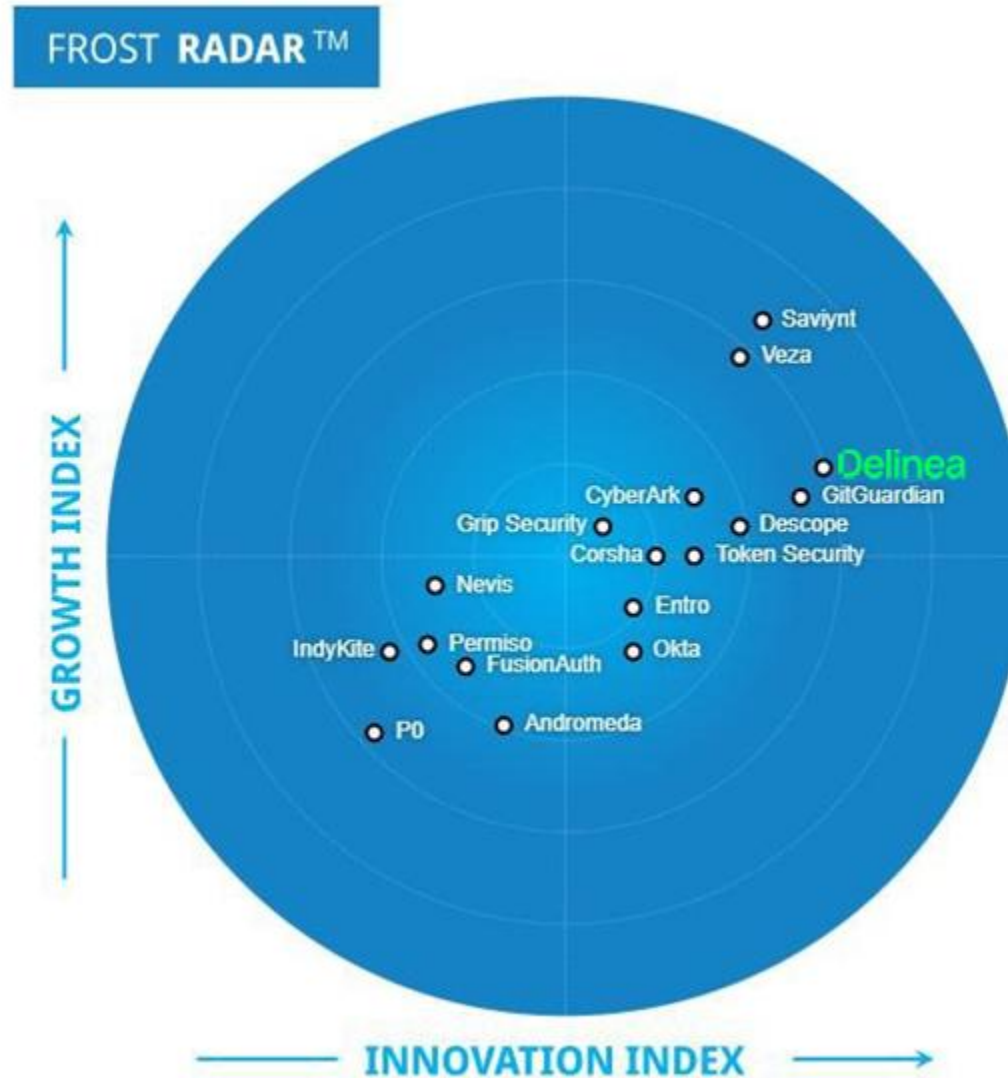 FROST RADAR™
Saviynt
Veza
Delinea
CyberArk
GitGuardian
Grip Security
Descope
Corsha
Token Security
Nevis
Entro
IndyKite
Permiso
Okta
FusionAuth
Andromeda
P0
GROWTH INDEX
INNOVATION INDEX